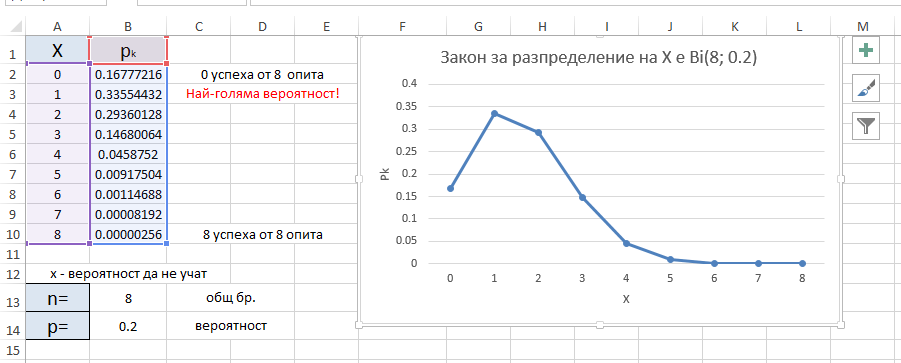 A B C D E F G H I J K L M
1 X pk
2 0 0.16777216 0 успеха от 8 опита
3 1 0.33554432 Най-голяма вероятност!
4 2 0.29360128
5 3 0.14680064
6 4 0.0458752
7 5 0.00917504
8 6 0.00114688
9 7 0.00008192
10 8 0.00000256 8 успеха от 8 опита
11
12 x - вероятност да не учат
13 n= 8 общ бр.
14 p= 0.2 вероятност
15
Закон за разпределение на X е Bi(8; 0.2)
0.4
0.35
0.3
0.25
0.2
0.15
0.1
0.05
0
Pk
0 1 2 3 4 5 6 7 8
X